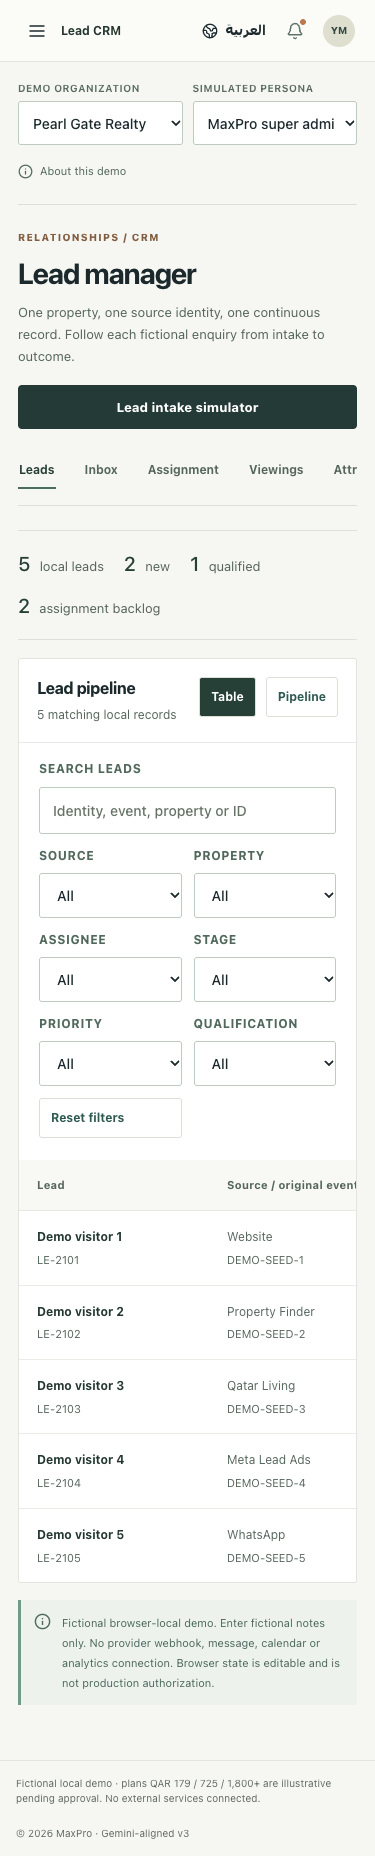 Lead CRM
العربية
YM
DEMO ORGANIZATION
SIMULATED PERSONA
Pearl Gate Realty
MaxPro super admi
About this demo
RELATIONSHIPS / CRM
Lead manager
One property, one source identity, one continuous
record. Follow each fictional enquiry from intake to
outcome.
Lead intake simulator
Leads Inbox Assignment Viewings Attr
5 local leads 2 new 1 qualified
2 assignment backlog
Lead pipeline
5 matching local records
Table
Pipeline
SEARCH LEADS
Identity, event, property or ID
SOURCE PROPERTY
All All
ASSIGNEE STAGE
All All
PRIORITY QUALIFICATION
All All
Reset filters
Lead Source / original event
Demo visitor 1 Website
LE-2101 DEMO-SEED-1
Demo visitor 2 Property Finder
LE-2102 DEMO-SEED-2
Demo visitor 3 Qatar Living
LE-2103 DEMO-SEED-3
Demo visitor 4 Meta Lead Ads
LE-2104 DEMO-SEED-4
Demo visitor 5 WhatsApp
LE-2105 DEMO-SEED-5
Fictional browser-local demo. Enter fictional notes
only. No provider webhook, message, calendar or
analytics connection. Browser state is editable and is
not production authorization.
Fictional local demo · plans QAR 179 / 725 / 1,800+ are illustrative
pending approval. No external services connected.
© 2026 MaxPro · Gemini-aligned v3